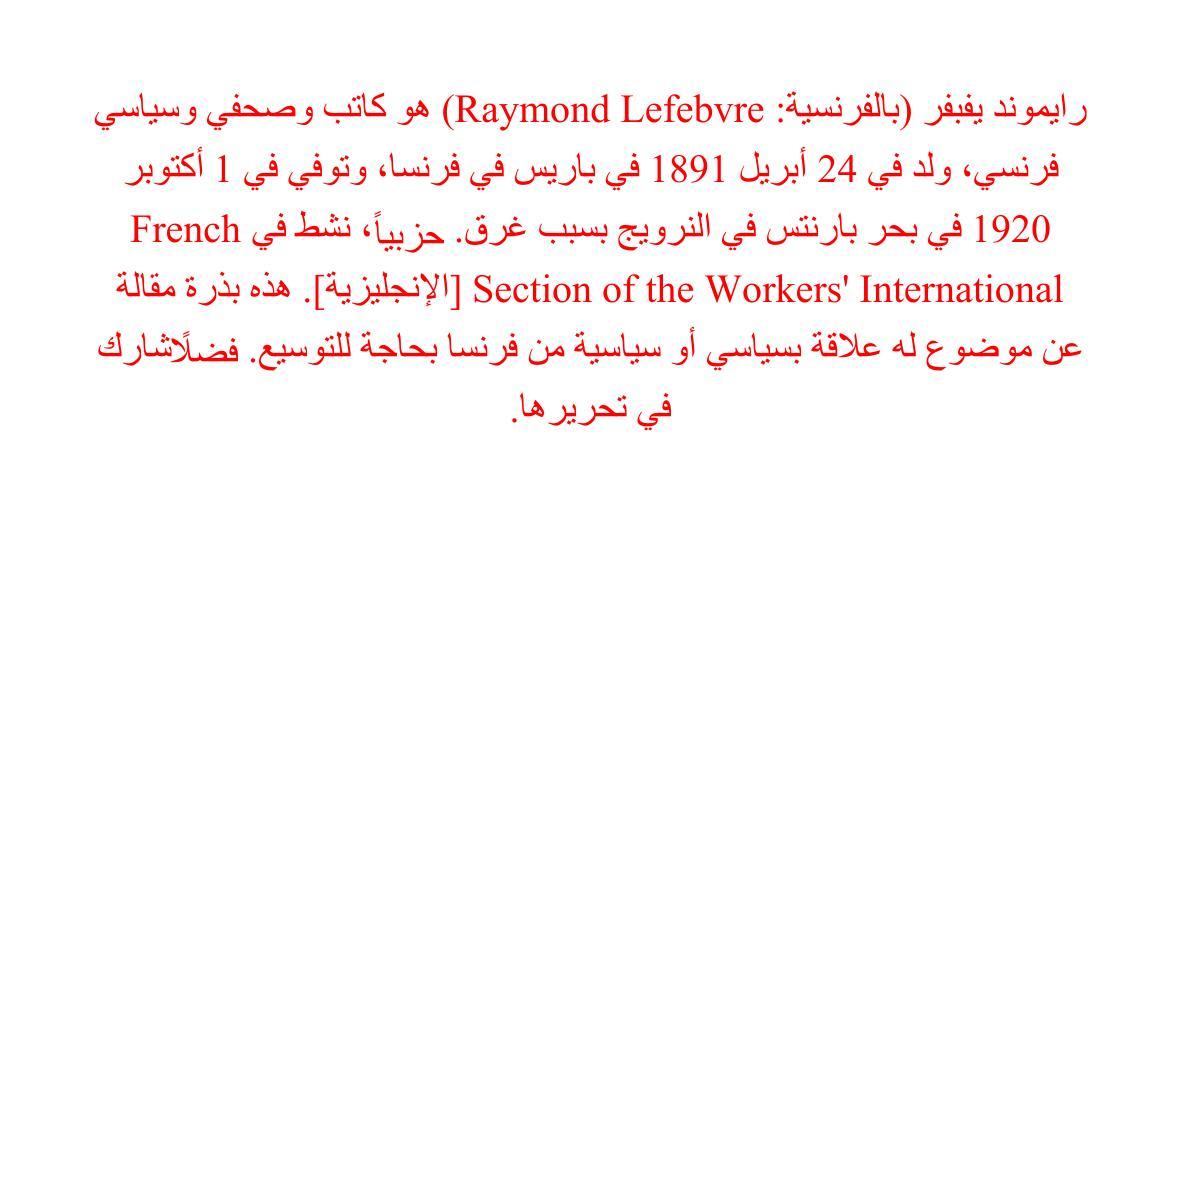 رايموند يفبفر (بالفرنسية: Raymond Lefebvre) هو كاتب وصحفي وسياسي
فرنسي، ولد في 24 أبريل 1891 في باريس في فرنسا، وتوفي في 1 أكتوبر
1920 في بحر بارنتس في النرويج بسبب غرق. حزبياً، نشط في French
Section of the Workers' International [الإنجليزية]. هذه بذرة مقالة
عن موضوع له علاقة بسياسي أو سياسية من فرنسا بحاجة للتوسيع. فضلًاشارك
في تحريرها.